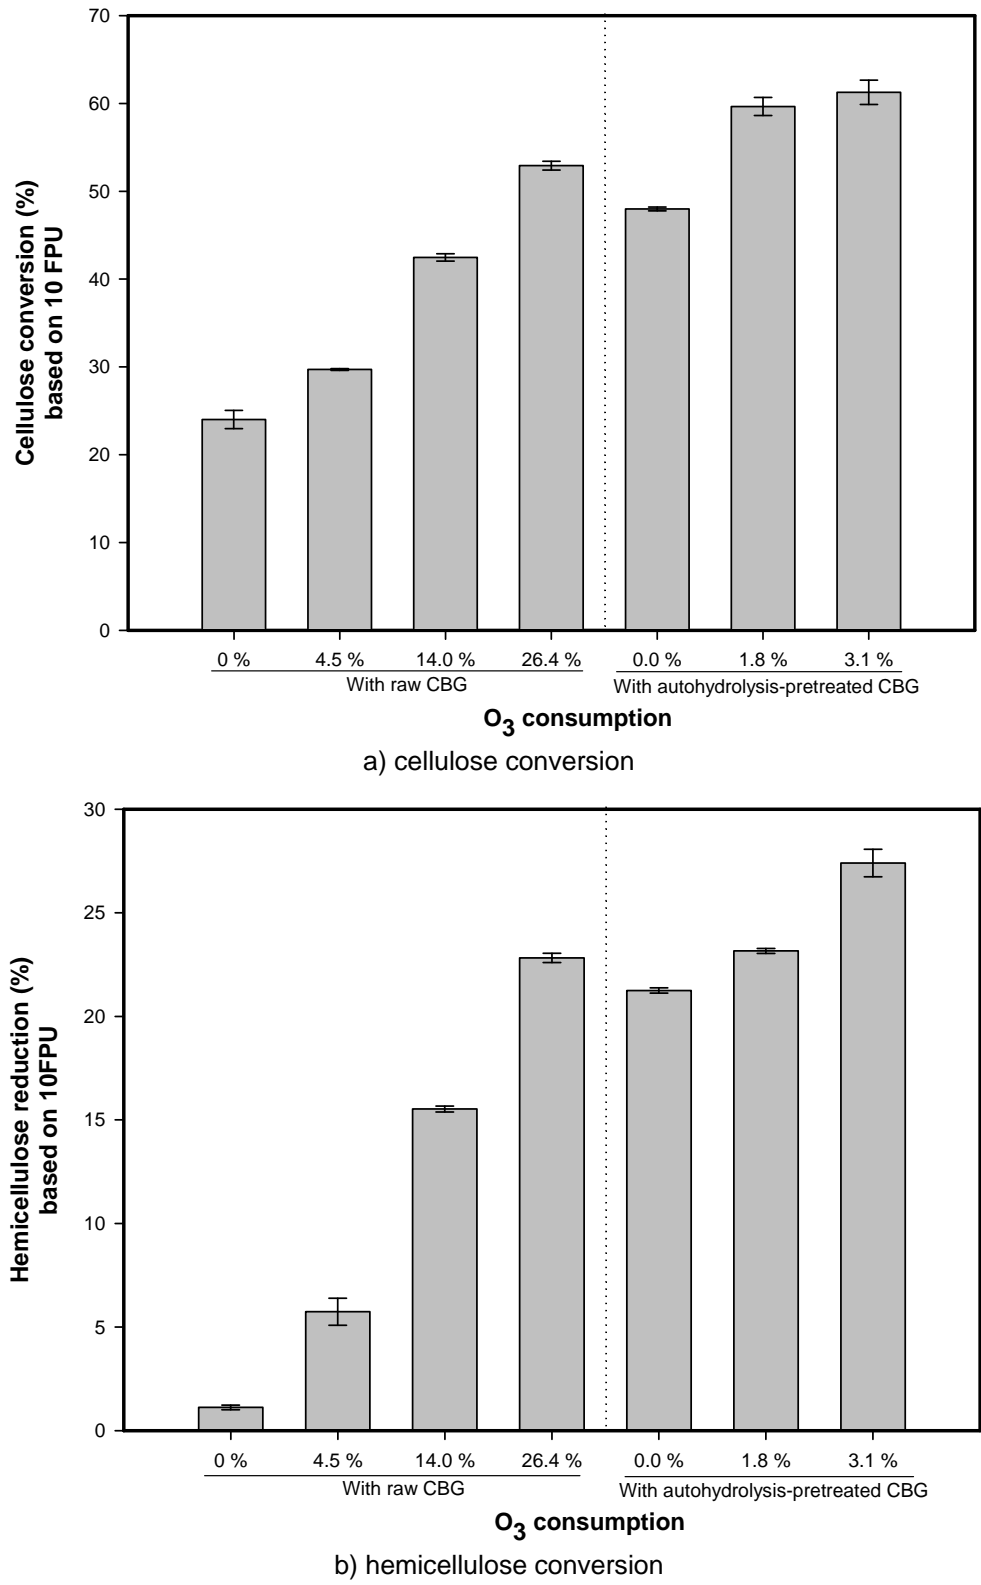 70
60
50
40
30
20
10
0
Cellulose conversion (%)
based on 10 FPU
0 % 4.5 % 14.0 % 26.4 % 0.0 % 1.8 % 3.1 %
With raw CBG With autohydrolysis-pretreated CBG
O3 consumption
a) cellulose conversion
30
25
20
15
10
5
0
Hemicellulose reduction (%)
based on 10FPU
0 % 4.5 % 14.0 % 26.4 % 0.0 % 1.8 % 3.1 %
With raw CBG With autohydrolysis-pretreated CBG
O3 consumption
b) hemicellulose conversion